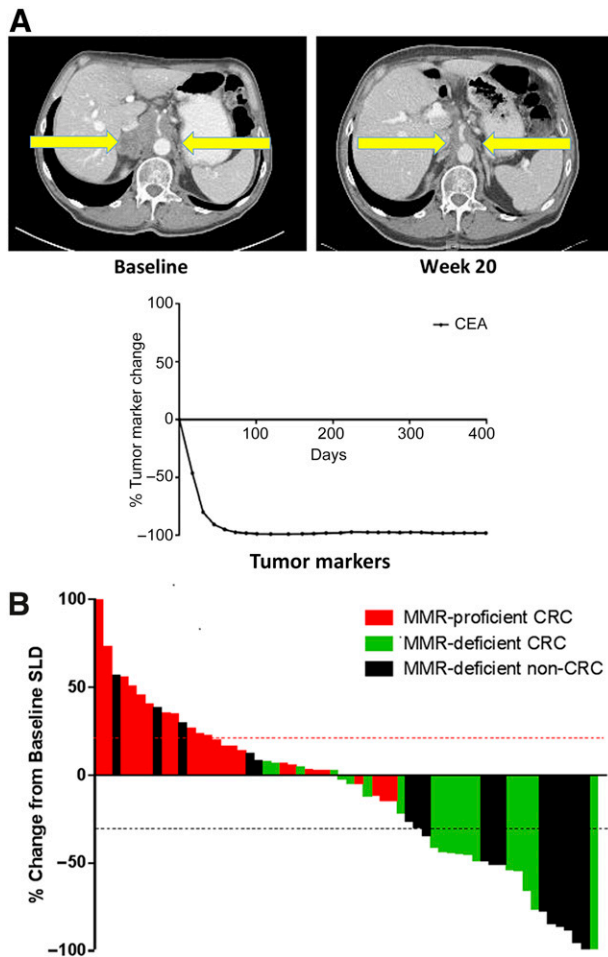 A
Baseline
Week 20
% Tumor marker change
100
50
0
−50
−100
CEA
100
200
300
400
Days
Tumor markers
B
% Change from Baseline SLD
100
50
0
−50
−100
MMR-proficient CRC
MMR-deficient CRC
MMR-deficient non-CRC